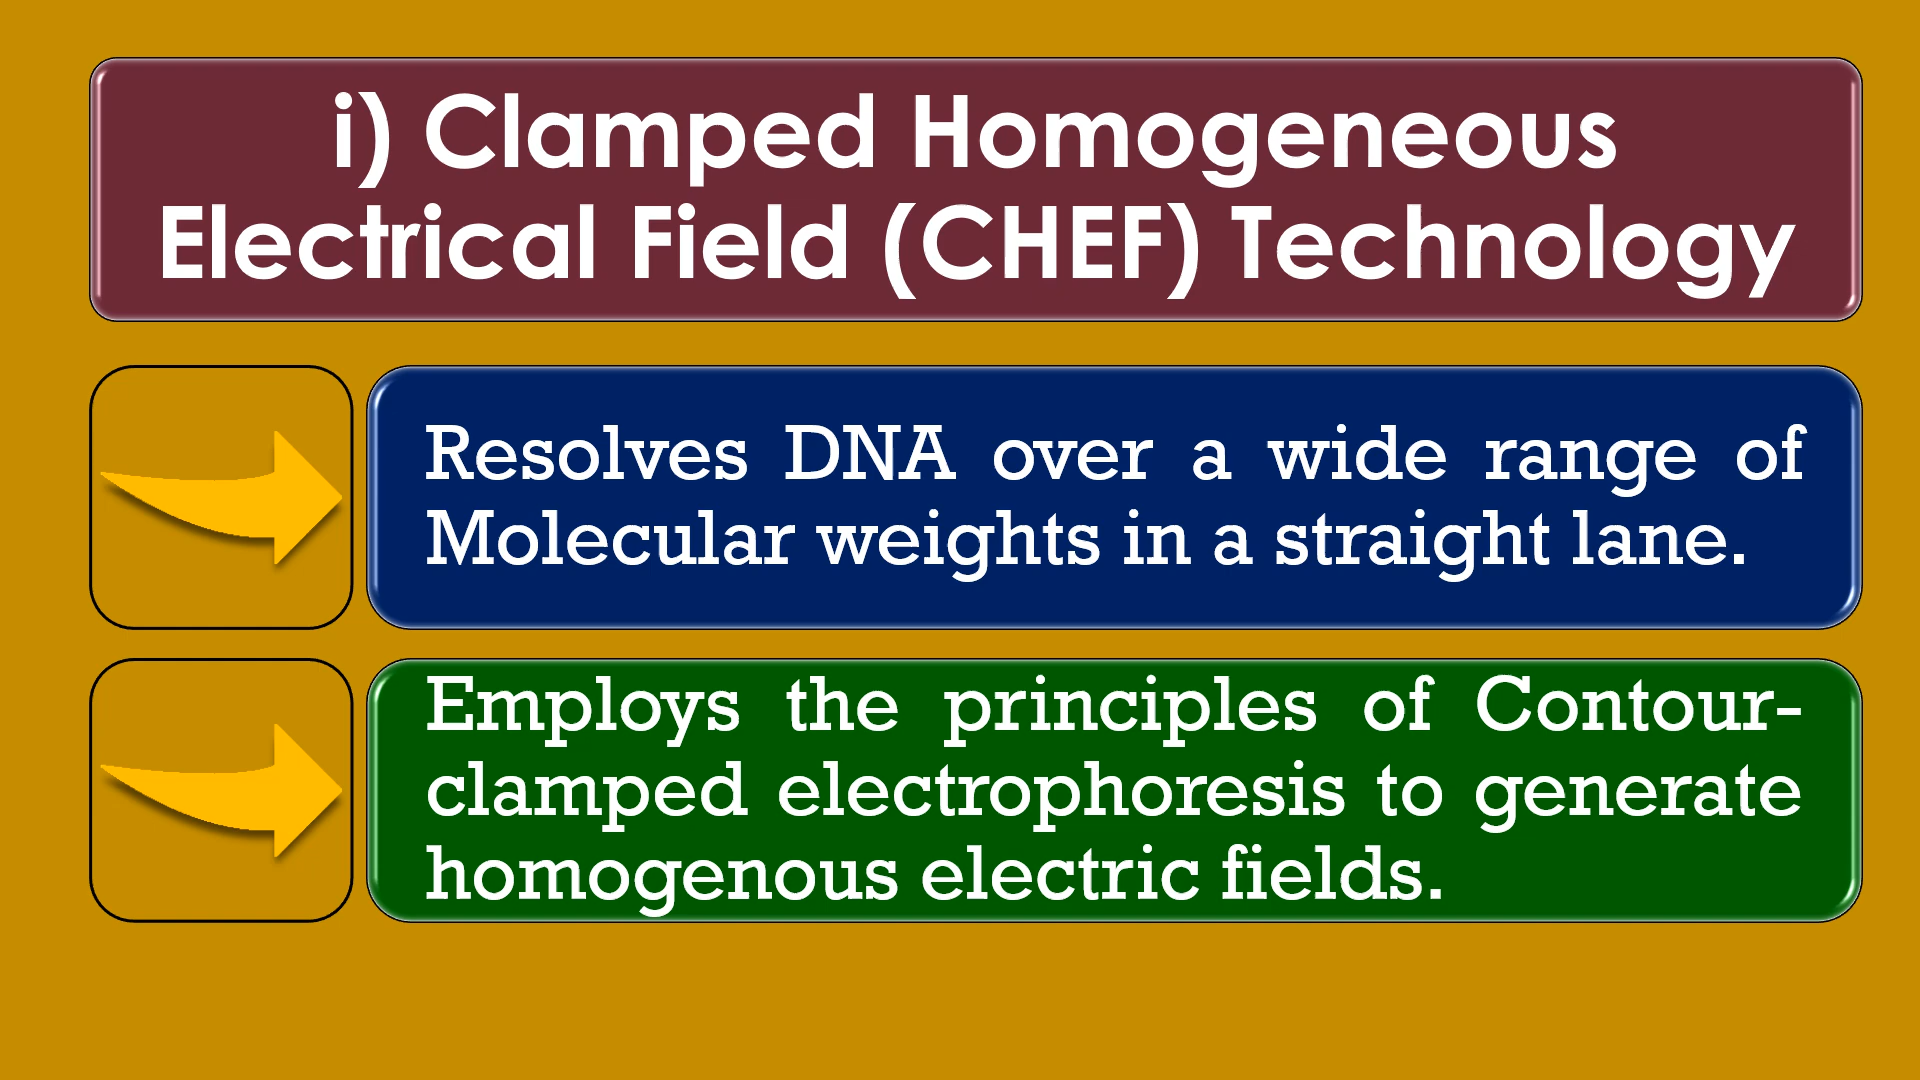 i) Clamped Homogeneous
Electrical Field (CHEF) Technology
Resolves DNA over a wide range of
Molecular weights in a straight lane.
Employs the principles of Contour-
clamped electrophoresis to generate
homogenous electric fields.